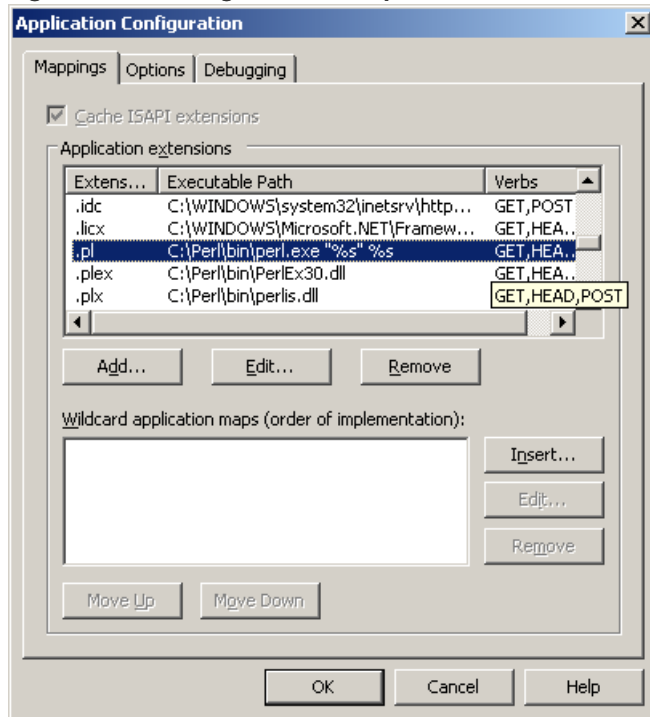 Application Configuration
Mappings Options Debugging
Cache ISAPI extensions
Application extensions
Extens... Executable Path Verbs
.idc C:\WINDOWS\system32\inetsrv\http... GET,POST
.licx C:\WINDOWS\Microsoft.NET\Framew... GET,HEA..
.pl C:\Perl\bin\perl.exe "%s" %s GET,HEA..
.plex C:\Perl\bin\PerlEx30.dll GET,HEA..
.plx C:\Perl\bin\perlis.dll GET,HEAD,POST
Add... Edit... Remove
Wildcard application maps (order of implementation):
Insert...
Edit...
Remove
Move Up Move Down
OK Cancel Help